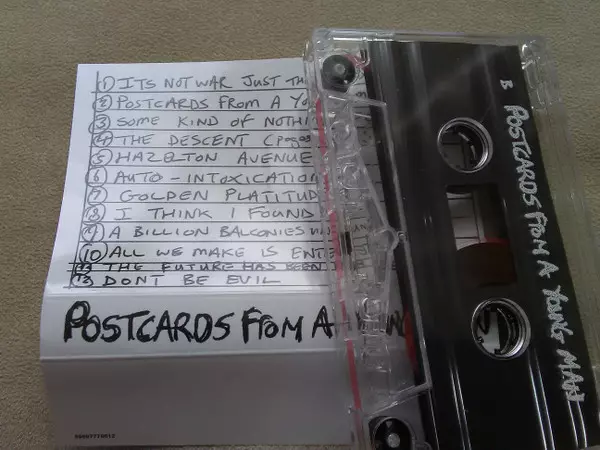 ① ITS NOT WAR JUST TH
② POSTCARDS FROM A YO
③ SOME KIND OF NOTHI
④ THE DESCENT (pages
⑤ HAZELTON AVENUE
⑥ AUTO-INTOXICATION
⑦ GOLDEN PLATITUD
⑧ I THINK I FOUND
⑨ A BILLION BALCONIES
⑩ ALL WE MAKE IS ENTE
⑪ THE FUTURE HAS BEEN
⑫ DONT BE EVIL
POSTCARDS FROM A
B POSTCARDS FROM A YOUNG MAN